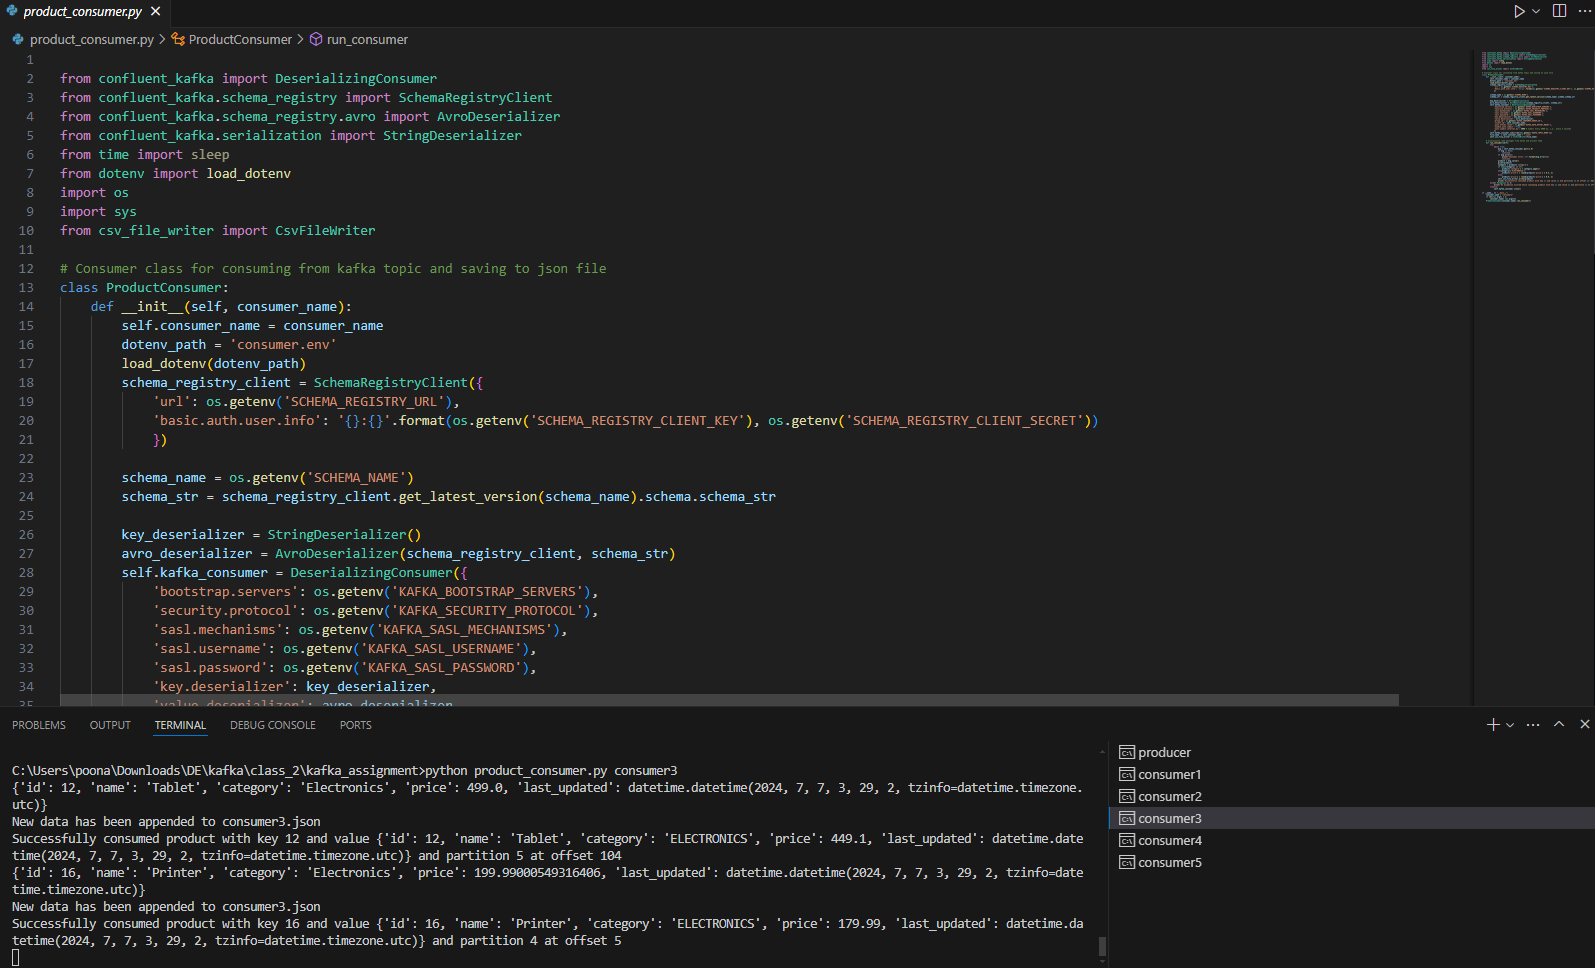 product_consumer.py
product_consumer.py > ProductConsumer > run_consumer
1
2 from confluent_kafka import DeserializingConsumer
3 from confluent_kafka.schema_registry import SchemaRegistryClient
4 from confluent_kafka.schema_registry.avro import AvroDeserializer
5 from confluent_kafka.serialization import StringDeserializer
6 from time import sleep
7 from dotenv import load_dotenv
8 import os
9 import sys
10 from csv_file_writer import CsvFileWriter
11
12 # Consumer class for consuming from kafka topic and saving to json file
13 class ProductConsumer:
14 def __init__(self, consumer_name):
15 self.consumer_name = consumer_name
16 dotenv_path = 'consumer.env'
17 load_dotenv(dotenv_path)
18 schema_registry_client = SchemaRegistryClient({
19 'url': os.getenv('SCHEMA_REGISTRY_URL'),
20 'basic.auth.user.info': '{}:{}'.format(os.getenv('SCHEMA_REGISTRY_CLIENT_KEY'), os.getenv('SCHEMA_REGISTRY_CLIENT_SECRET'))
21 })
22
23 schema_name = os.getenv('SCHEMA_NAME')
24 schema_str = schema_registry_client.get_latest_version(schema_name).schema.schema_str
25
26 key_deserializer = StringDeserializer()
27 avro_deserializer = AvroDeserializer(schema_registry_client, schema_str)
28 self.kafka_consumer = DeserializingConsumer({
29 'bootstrap.servers': os.getenv('KAFKA_BOOTSTRAP_SERVERS'),
30 'security.protocol': os.getenv('KAFKA_SECURITY_PROTOCOL'),
31 'sasl.mechanisms': os.getenv('KAFKA_SASL_MECHANISMS'),
32 'sasl.username': os.getenv('KAFKA_SASL_USERNAME'),
33 'sasl.password': os.getenv('KAFKA_SASL_PASSWORD'),
34 'key.deserializer': key_deserializer,
35 'value.deserializer': avro_deserializer
PROBLEMS OUTPUT TERMINAL DEBUG CONSOLE PORTS
C:\Users\poona\Downloads\DE\kafka\class_2\kafka_assignment>python product_consumer.py consumer3
{'id': 12, 'name': 'Tablet', 'category': 'Electronics', 'price': 499.0, 'last_updated': datetime.datetime(2024, 7, 7, 3, 29, 2, tzinfo=datetime.timezone.
utc)}
New data has been appended to consumer3.json
Successfully consumed product with key 12 and value {'id': 12, 'name': 'Tablet', 'category': 'ELECTRONICS', 'price': 449.1, 'last_updated': datetime.date
time(2024, 7, 7, 3, 29, 2, tzinfo=datetime.timezone.utc)} and partition 5 at offset 104
{'id': 16, 'name': 'Printer', 'category': 'Electronics', 'price': 199.99000549316406, 'last_updated': datetime.datetime(2024, 7, 7, 3, 29, 2, tzinfo=date
time.timezone.utc)}
New data has been appended to consumer3.json
Successfully consumed product with key 16 and value {'id': 16, 'name': 'Printer', 'category': 'ELECTRONICS', 'price': 179.99, 'last_updated': datetime.da
tetime(2024, 7, 7, 3, 29, 2, tzinfo=datetime.timezone.utc)} and partition 4 at offset 5
producer
consumer1
consumer2
consumer3
consumer4
consumer5